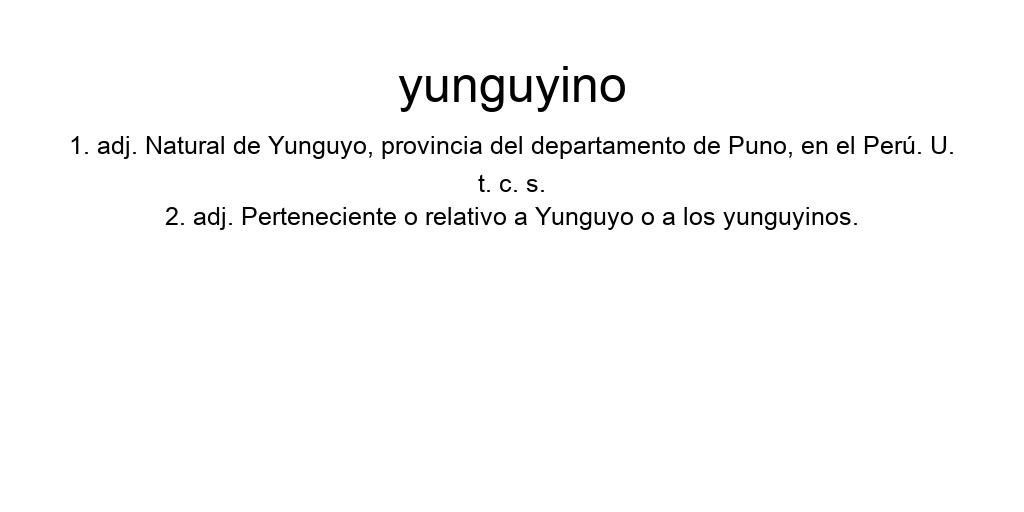 yunguyino
1. adj. Natural de Yunguyo, provincia del departamento de Puno, en el Perú. U.
t. c. s.
2. adj. Perteneciente o relativo a Yunguyo o a los yunguyinos.